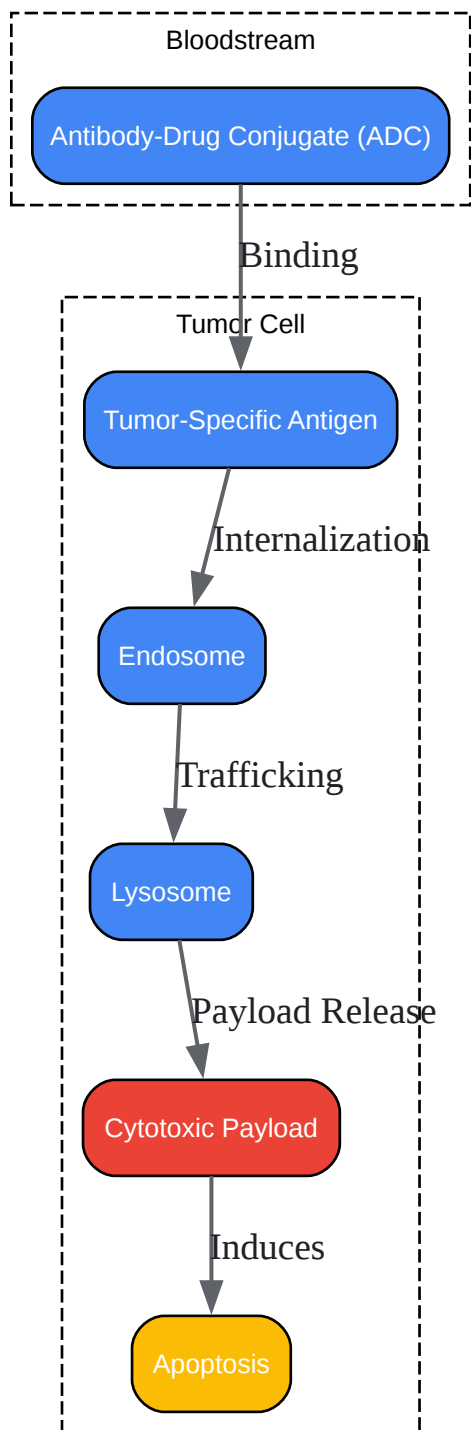 Bloodstream
Antibody-Drug Conjugate (ADC)
Binding
Tumor Cell
Tumor-Specific Antigen
Internalization
Endosome
Trafficking
Lysosome
Payload Release
Cytotoxic Payload
Induces
Apoptosis